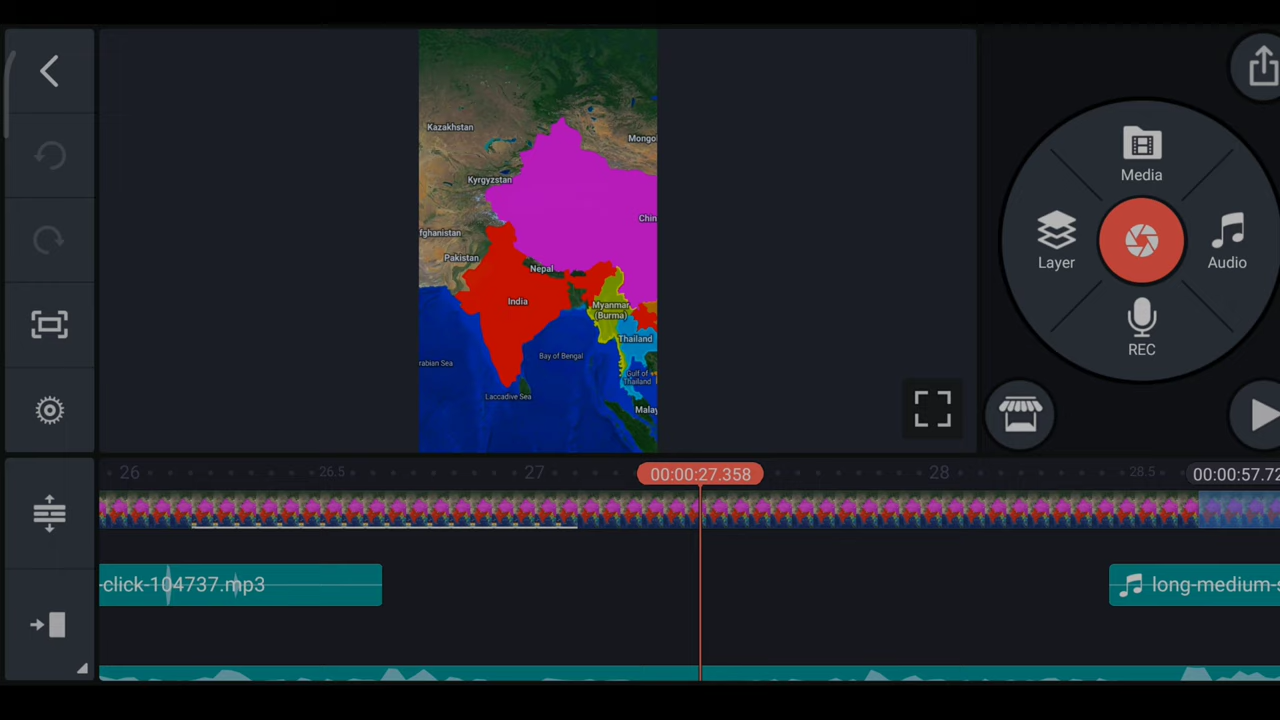 Media
Layer
Audio
REC
Kazakhstan
Mongo
Kyrgyzstan
Chin
fghanistan
Pakistan
Nepal
India
Myanmar
(Burma)
Thailand
rabian Sea
Bay of Bengal
Gulf of
Thailand
Laccadive Sea
Malay
26
26.5
27
00:00:27.358
28
28.5
00:00:57.72
-click-104737.mp3
long-medium-s